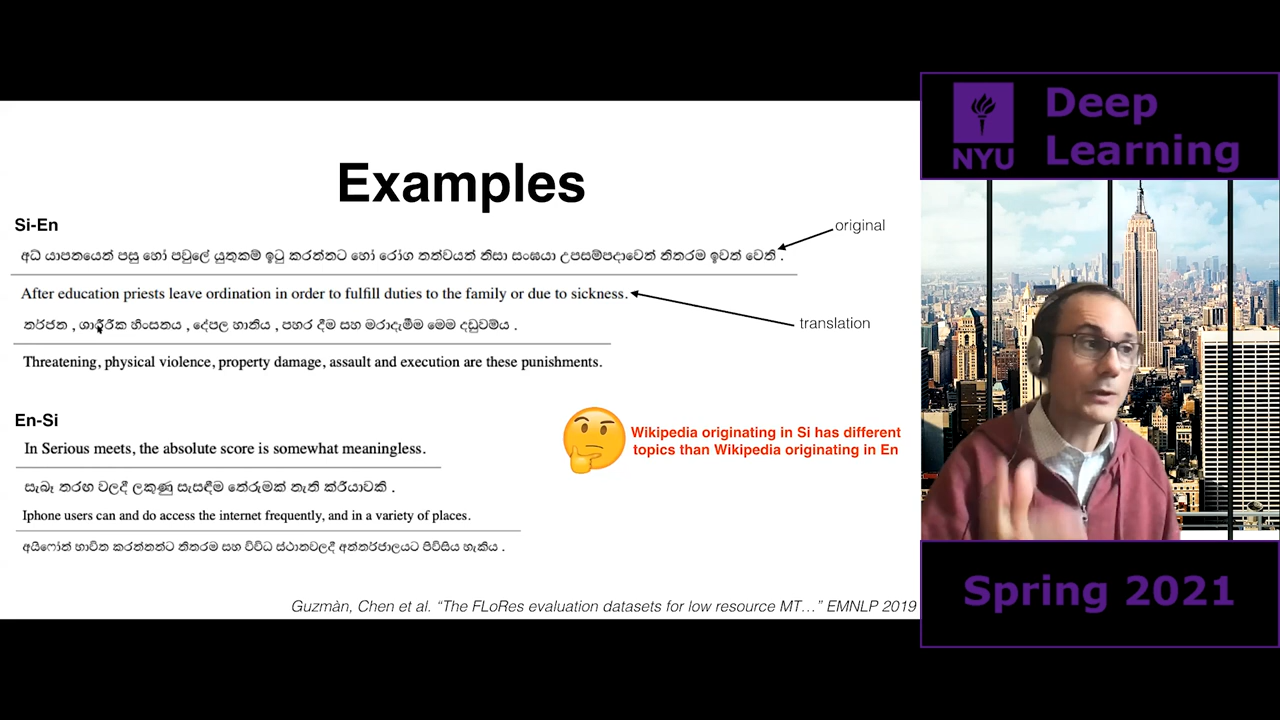 Examples
Si-En
original
අධ් යාපනයෙන් පසු හෝ පවුලේ යුතුකම් ඉටු කරන්නට හෝ රෝග තත්වයන් නිසා සංඝයා උපසම්පදාවෙන් නිතරම ඉවත් වෙති .
After education priests leave ordination in order to fulfill duties to the family or due to sickness.
translation
තර්ජන , ශාරීරික හිංසනය , දේපල හානිය , පහර දීම සහ මරාදැමීම මෙම දඬුවම්ය .
Threatening, physical violence, property damage, assault and execution are these punishments.
En-Si
In Serious meets, the absolute score is somewhat meaningless.
සැබෑ තරඟ වලදී ලකුණු සැසඳීම තේරුමක් නැති ක්රියාවකි .
Iphone users can and do access the internet frequently, and in a variety of places.
අයිෆෝන් භාවිත කරන්නන්ට නිතරම සහ විවිධ ස්ථානවලදී අන්තර්ජාලයට පිවිසිය හැකිය .
Wikipedia originating in Si has different
topics than Wikipedia originating in En
Guzmàn, Chen et al. “The FLoRes evaluation datasets for low resource MT…” EMNLP 2019
NYU
Deep
Learning
Spring 2021